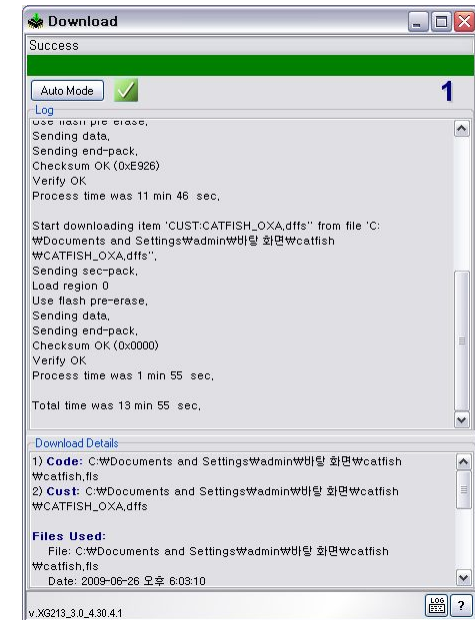 Download
Success
Auto Mode
1
Log
Use flash pre-erase,
Sending data,
Sending end-pack,
Checksum OK (0xE926)
Verify OK
Process time was 11 min 46 sec,
Start downloading item 'CUST:CATFISH_OXA,dffs" from file 'C:
₩Documents and Settings₩admin₩바탕 화면₩catfish
₩CATFISH_OXA,dffs",
Sending sec-pack,
Load region 0
Use flash pre-erase,
Sending data,
Sending end-pack,
Checksum OK (0x0000)
Verify OK
Process time was 1 min 55 sec,
Total time was 13 min 55 sec,
Download Details
1) Code: C:₩Documents and Settings₩admin₩바탕 화면₩catfish
₩catfish,fls
2) Cust: C:₩Documents and Settings₩admin₩바탕 화면₩catfish
₩CATFISH_OXA,dffs
Files Used:
File: C:₩Documents and Settings₩admin₩바탕 화면₩catfish
₩catfish,fls
Date: 2009-06-26 오후 6:03:10
v.XG213_3.0_4.30.4.1
LOG
?